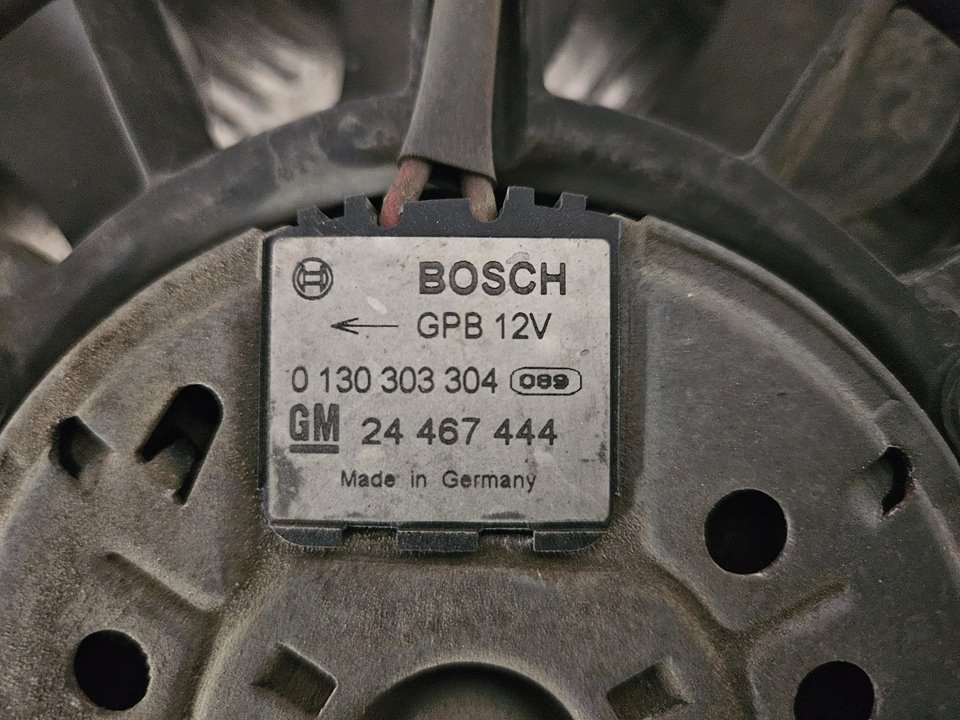 BOSCH
GPB 12V
0 130 303 304 089
GM 24 467 444
Made in Germany